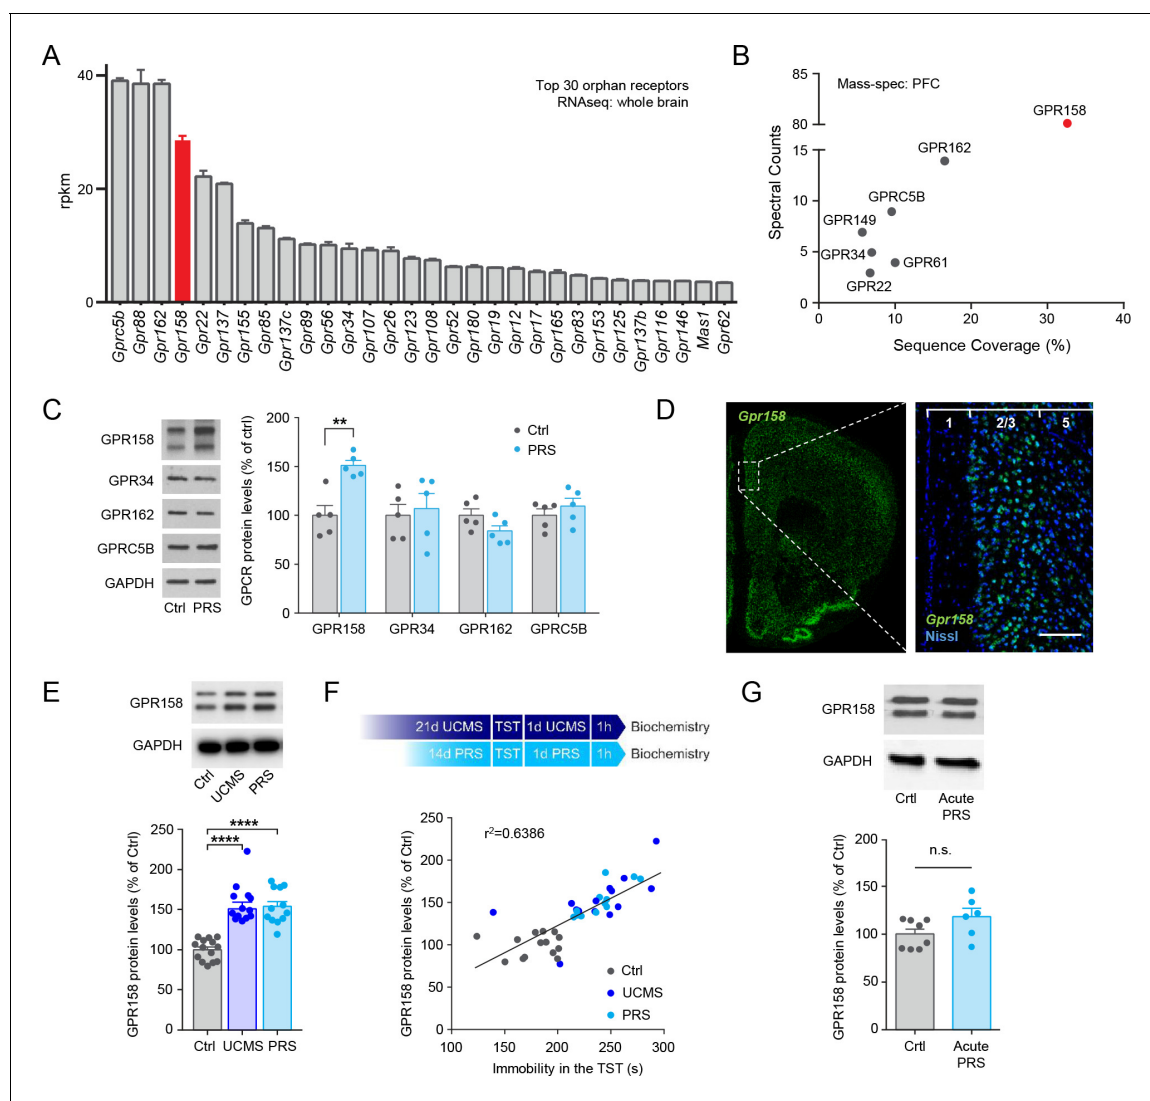 A
rpkm
40
20
0
Top 30 orphan receptors
RNAseq: whole brain
Gprc5b
Gpr88
Gpr162
Gpr158
Gpr22
Gpr137
Gpr155
Gpr85
Gpr137c
Gpr89
Gpr56
Gpr34
Gpr107
Gpr26
Gpr123
Gpr108
Gpr52
Gpr180
Gpr19
Gpr12
Gpr17
Gpr165
Gpr83
Gpr153
Gpr125
Gpr137b
Gpr116
Gpr146
Mas1
Gpr62
B
Mass-spec: PFC
Spectral Counts
85
80
15
10
5
0
GPR158
GPR162
GPRC5B
GPR149
GPR34
GPR61
GPR22
0 10 20 30 40
Sequence Coverage (%)
C
GPR158
GPR34
GPR162
GPRC5B
GAPDH
Ctrl PRS
GPCR protein levels (% of ctrl)
200
150
100
50
0
**
Ctrl
PRS
GPR158 GPR34 GPR162 GPRC5B
D
Gpr158
1 2/3 5
Gpr158
Nissl
E
GPR158
GAPDH
Ctrl UCMS PRS
GPR158 protein levels (% of Ctrl)
250
200
150
100
50
0
****
****
Ctrl UCMS PRS
F
21d UCMS TST 1d UCMS 1h Biochemistry
14d PRS TST 1d PRS 1h Biochemistry
GPR158 protein levels (% of Ctrl)
250
200
150
100
50
0
r²=0.6386
Ctrl
UCMS
PRS
100 150 200 250 300
Immobility in the TST (s)
G
GPR158
GAPDH
Crtl Acute
PRS
GPR158 protein levels (% of Ctrl)
200
150
100
50
0
n.s.
Crtl Acute
PRS